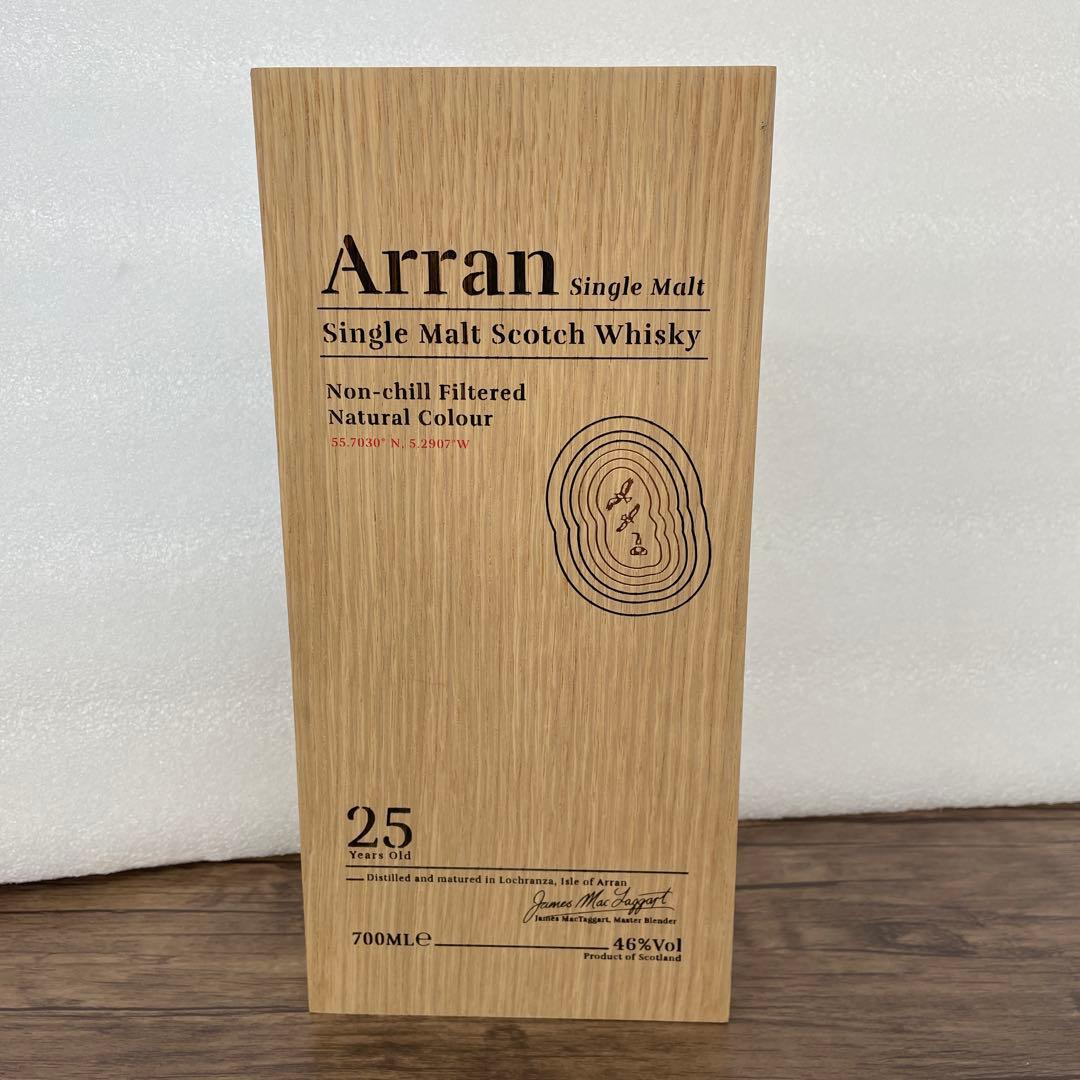 Arran Single Malt
Single Malt Scotch Whisky
Non-chill Filtered
Natural Colour
55.7030° N, 5.2907°W
25
Years Old
Distilled and matured in Lochranza, Isle of Arran
James MacTaggart
James MacTaggart, Master Blender
700MLe 46%Vol
Product of Scotland